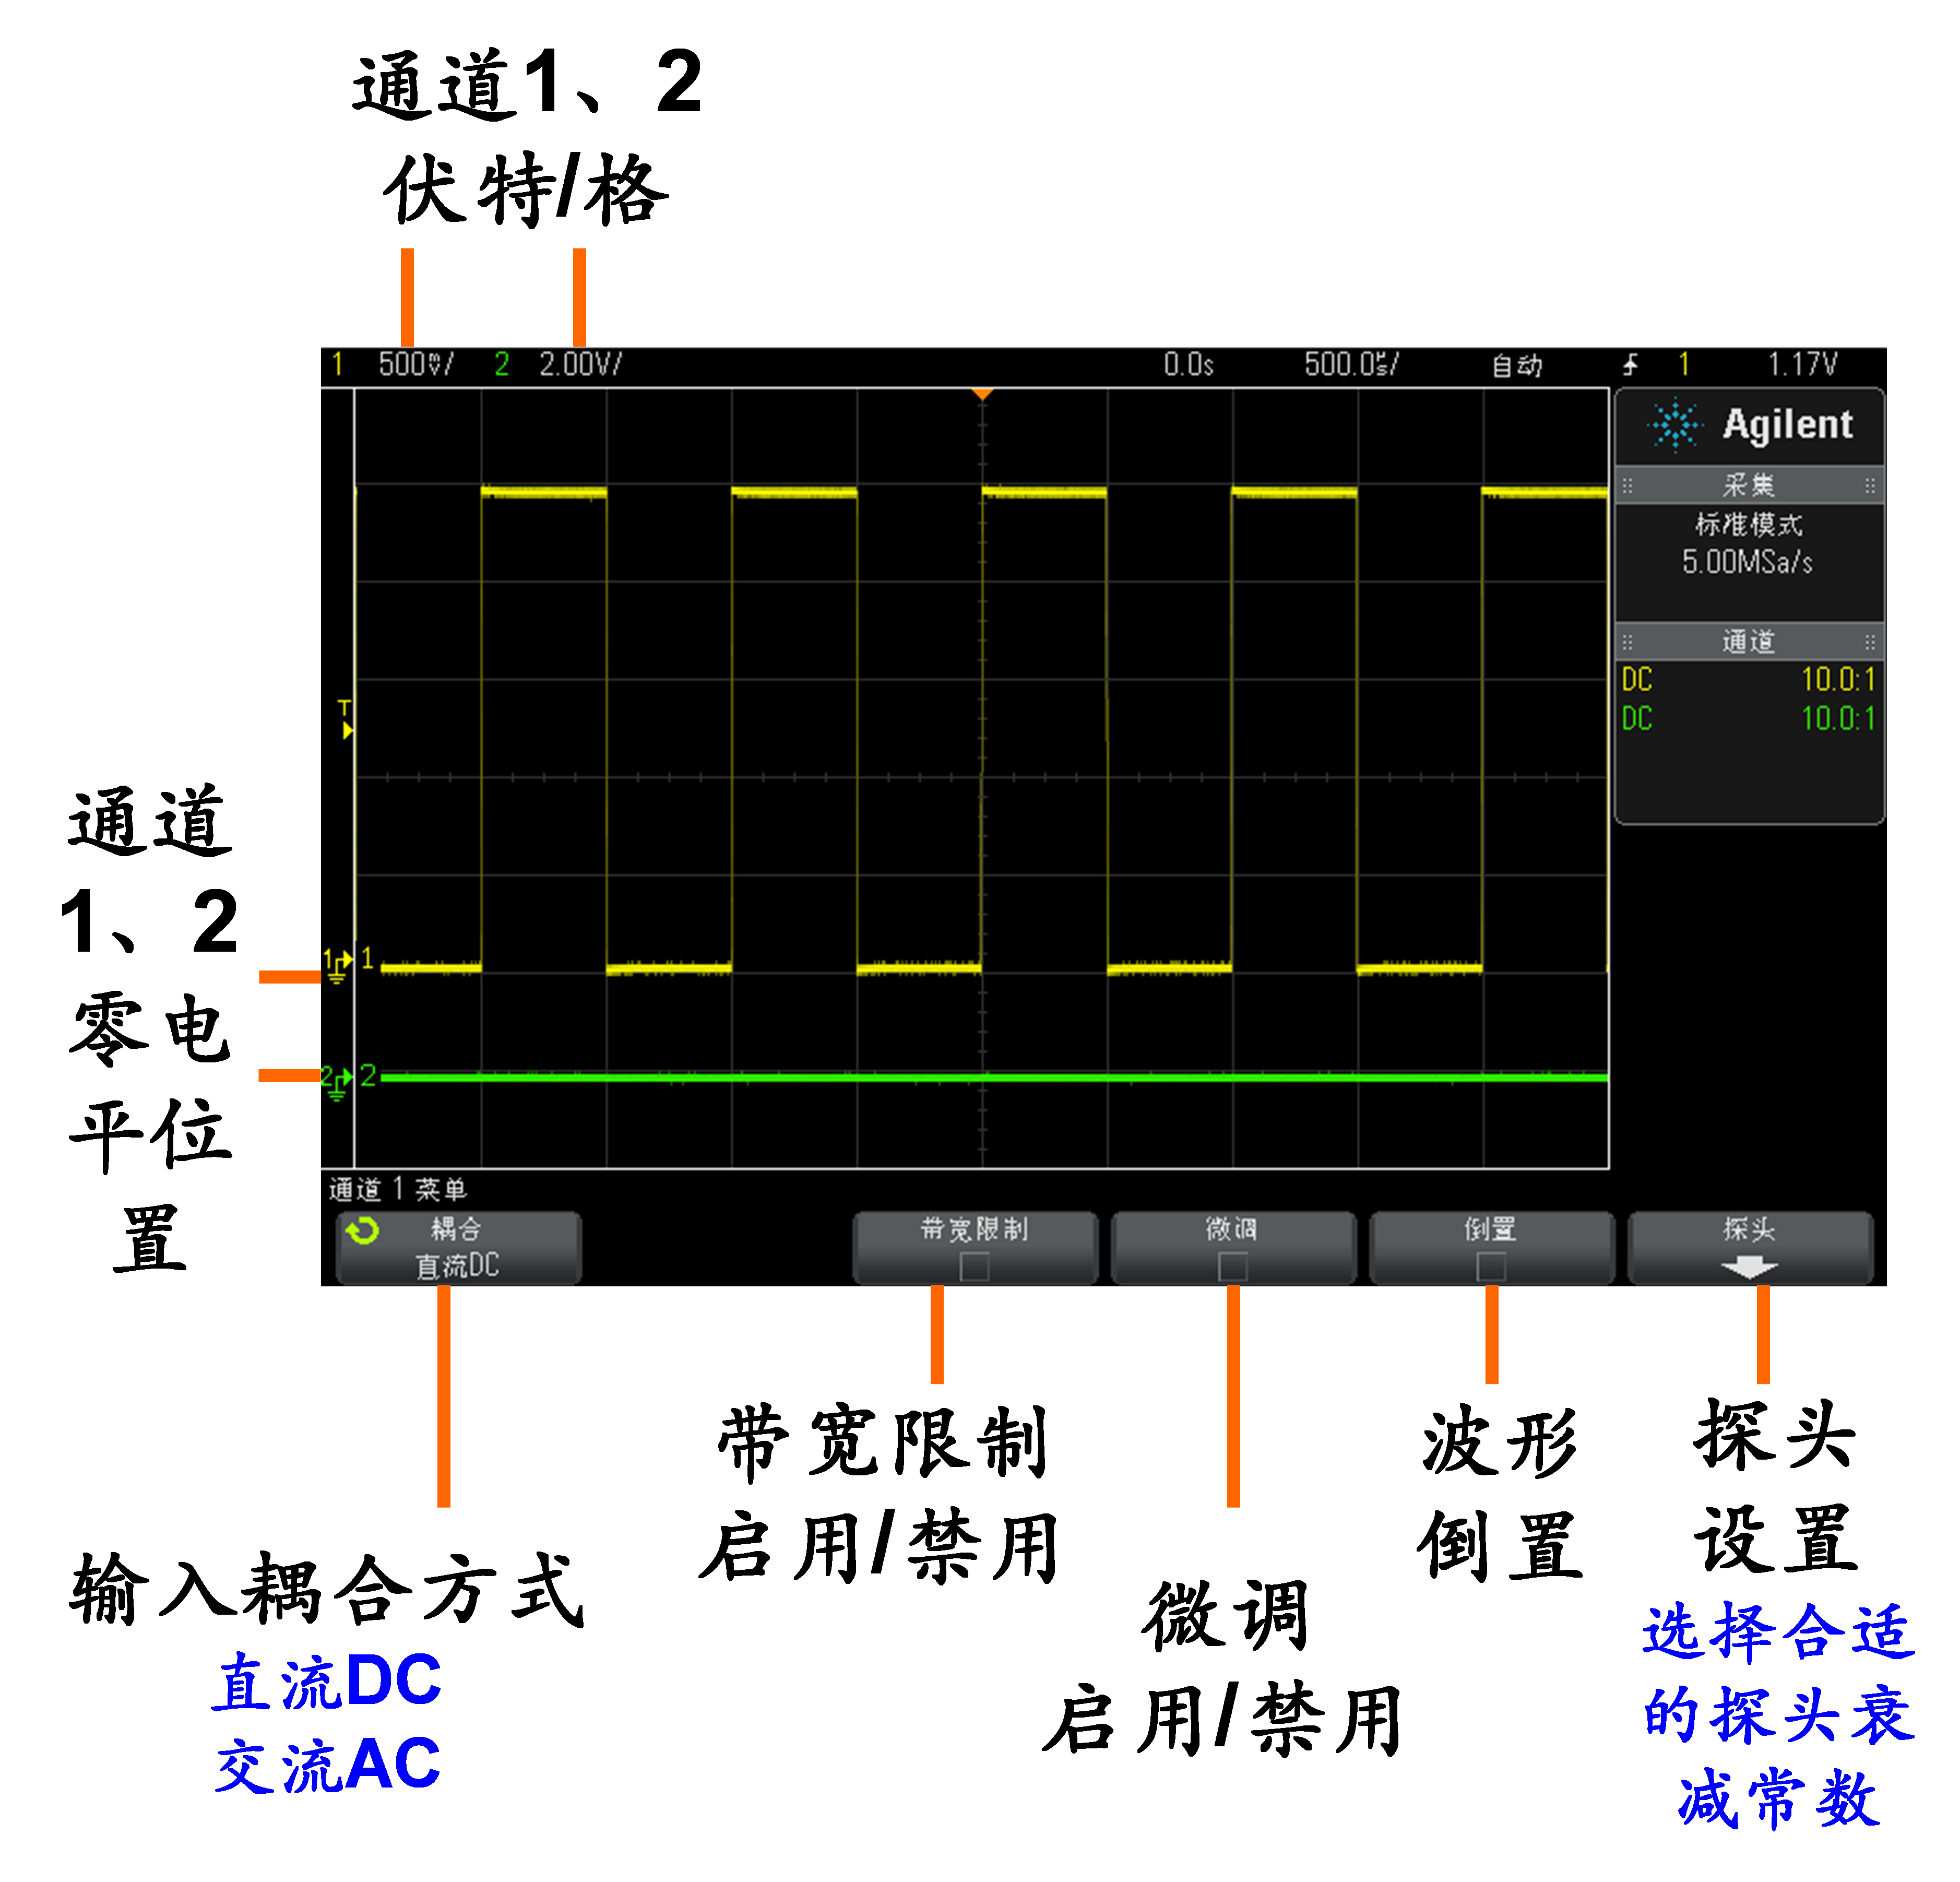 通道1、2
伏特/格
1 500mV/ 2 2.00V/ 0.0s 500.0µs/ 自动 1 1.17V
Agilent
采集
标准模式
5.00MSa/s
通道
DC 10.0:1
DC 10.0:1
T
1 1
2 2
通道
1、2
零电
平位
置
通道 1 菜单
耦合
直流DC
带宽限制
微调
倒置
探头
输入耦合方式
直流DC
交流AC
带宽限制
启用/禁用
微调
启用/禁用
波形
倒置
探头
设置
选择合适
的探头衰
减常数